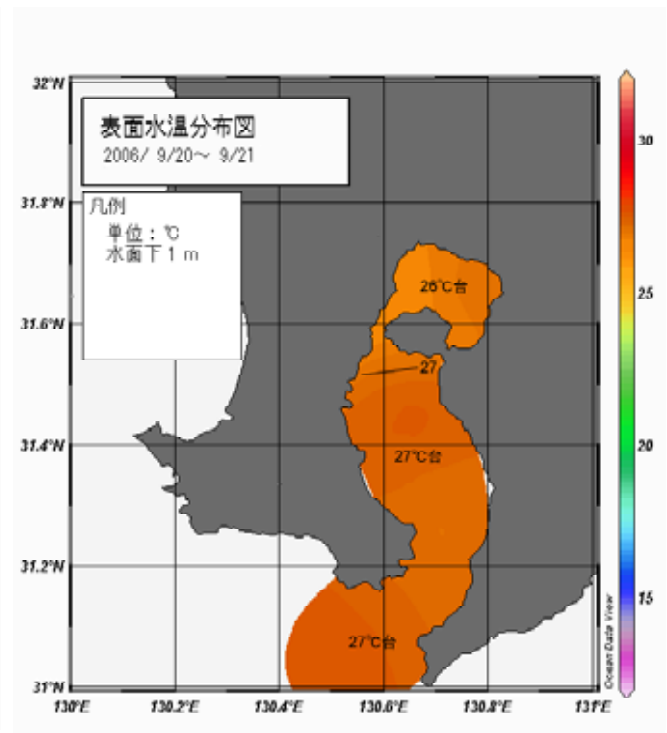 表面水温分布図
2006/ 9/20～ 9/21
凡例
単位：℃
水面下1m
32°N
31.8°N
31.6°N
31.4°N
31.2°N
31°N
130°E
130.2°E
130.4°E
130.6°E
130.8°E
131°E
26℃台
27
27℃台
27℃台
30
25
20
15
Ocean Data View